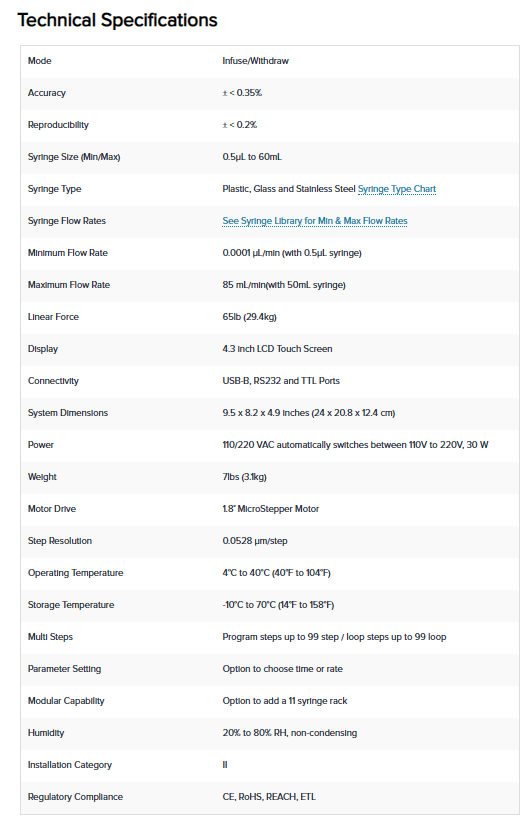 Technical Specifications
Mode Infuse/Withdraw
Accuracy ± < 0.35%
Reproducibility ± < 0.2%
Syringe Size (Min/Max) 0.5µL to 60mL
Syringe Type Plastic, Glass and Stainless Steel Syringe Type Chart
Syringe Flow Rates See Syringe Library for Min & Max Flow Rates
Minimum Flow Rate 0.0001 µL/min (with 0.5µL syringe)
Maximum Flow Rate 85 mL/min(with 50mL syringe)
Linear Force 65lb (29.4kg)
Display 4.3 inch LCD Touch Screen
Connectivity USB-B, RS232 and TTL Ports
System Dimensions 9.5 x 8.2 x 4.9 inches (24 x 20.8 x 12.4 cm)
Power 110/220 VAC automatically switches between 110V to 220V, 30 W
Weight 7lbs (3.1kg)
Motor Drive 1.8° MicroStepper Motor
Step Resolution 0.0528 µm/step
Operating Temperature 4°C to 40°C (40°F to 104°F)
Storage Temperature -10°C to 70°C (14°F to 158°F)
Multi Steps Program steps up to 99 step / loop steps up to 99 loop
Parameter Setting Option to choose time or rate
Modular Capability Option to add a 11 syringe rack
Humidity 20% to 80% RH, non-condensing
Installation Category II
Regulatory Compliance CE, RoHS, REACH, ETL